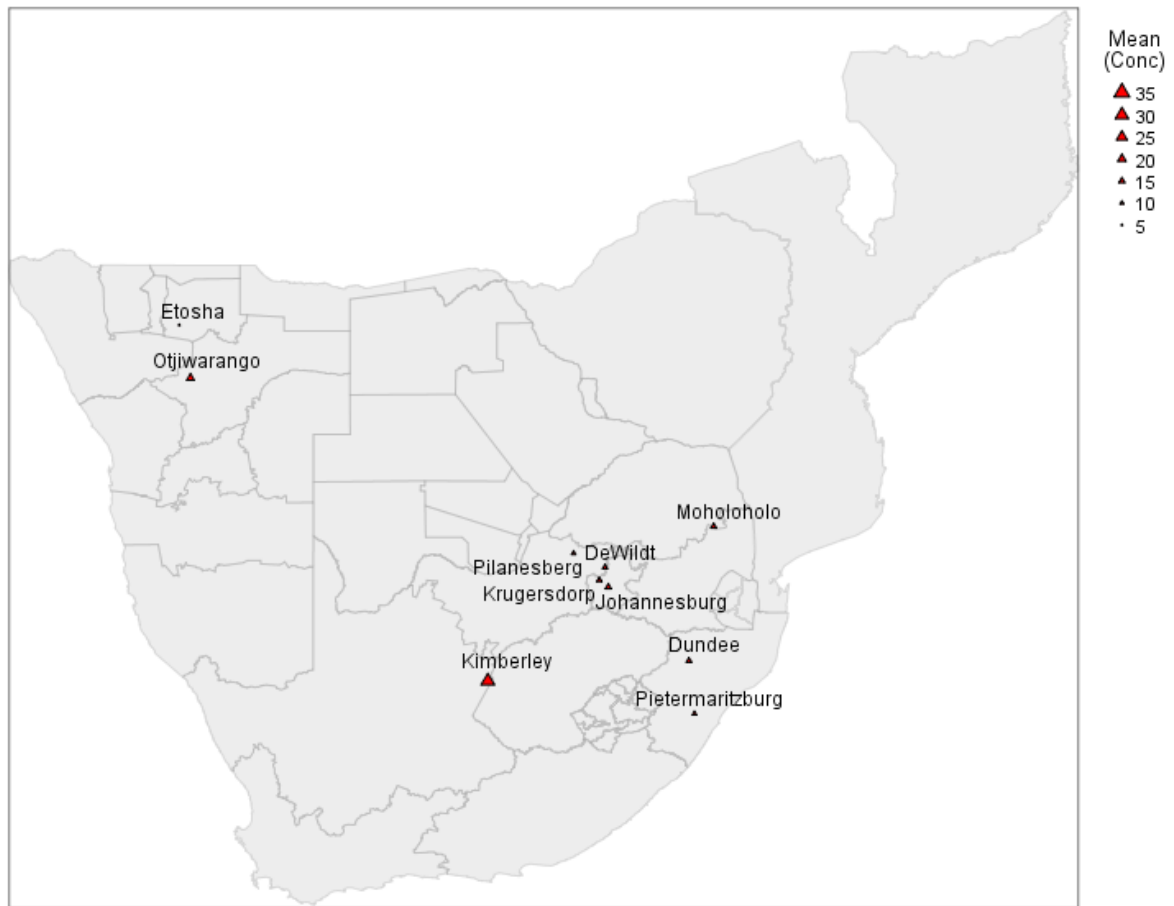 Mean
(Conc)
35
30
25
20
15
10
5
Etosha
Otjiwarango
Moholoholo
DeWildt
Pilanesberg
Krugersdorp
Johannesburg
Dundee
Kimberley
Pietermaritzburg